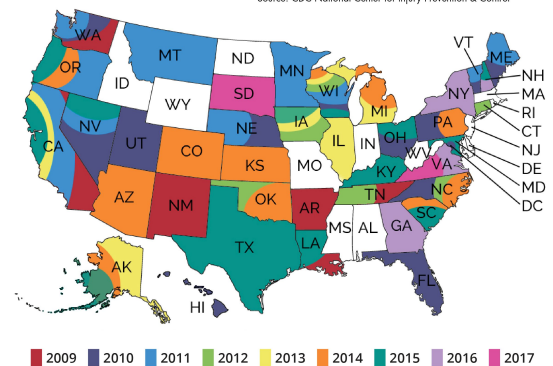 Source: CDC National Center for Injury Prevention & Control
WA
MT
ND
MN
VT
ME
OR
ID
SD
WI
NH
WY
NY
MA
MI
RI
NV
NE
IA
PA
CT
CA
UT
CO
IL
IN
OH
NJ
KS
MO
WV
DE
KY
VA
MD
AZ
NM
OK
AR
TN
NC
DC
SC
MS
AL
GA
TX
LA
AK
HI
FL
2009 2010 2011 2012 2013 2014 2015 2016 2017